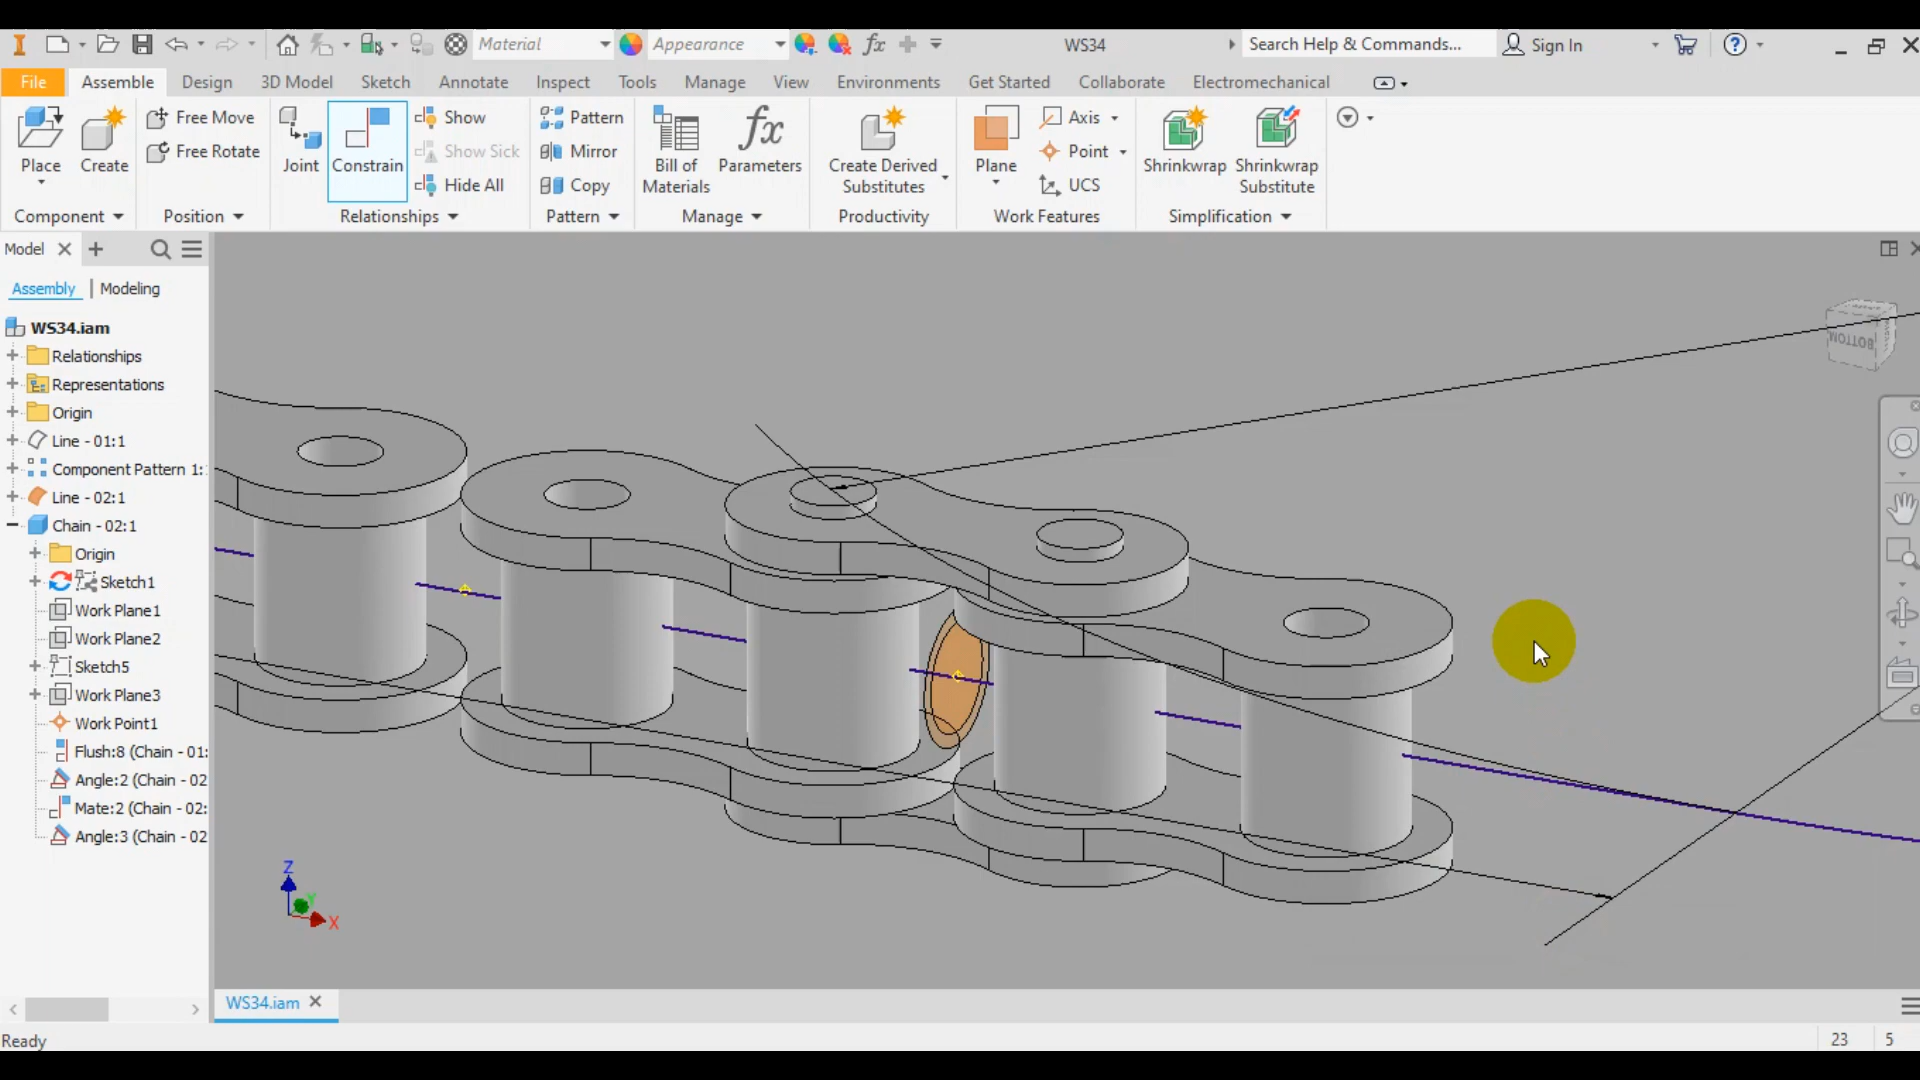 Material
Appearance
WS34
Search Help & Commands...
Sign In
File
Assemble
Design
3D Model
Sketch
Annotate
Inspect
Tools
Manage
View
Environments
Get Started
Collaborate
Electromechanical
Place
Create
Component
Free Move
Free Rotate
Position
Joint
Constrain
Show
Show Sick
Hide All
Relationships
Pattern
Mirror
Copy
Pattern
Bill of
Materials
Parameters
Manage
Create Derived
Substitutes
Productivity
Plane
Axis
Point
UCS
Work Features
Shrinkwrap
Shrinkwrap
Substitute
Simplification
Model
Assembly
Modeling
WS34.iam
Relationships
Representations
Origin
Line - 01:1
Component Pattern 1:
Line - 02:1
Chain - 02:1
Origin
Sketch1
Work Plane1
Work Plane2
Sketch5
Work Plane3
Work Point1
Flush:8 (Chain - 01:
Angle:2 (Chain - 02
Mate:2 (Chain - 02:
Angle:3 (Chain - 02
BOTTOM
Z
Y
X
WS34.iam
Ready
23
5